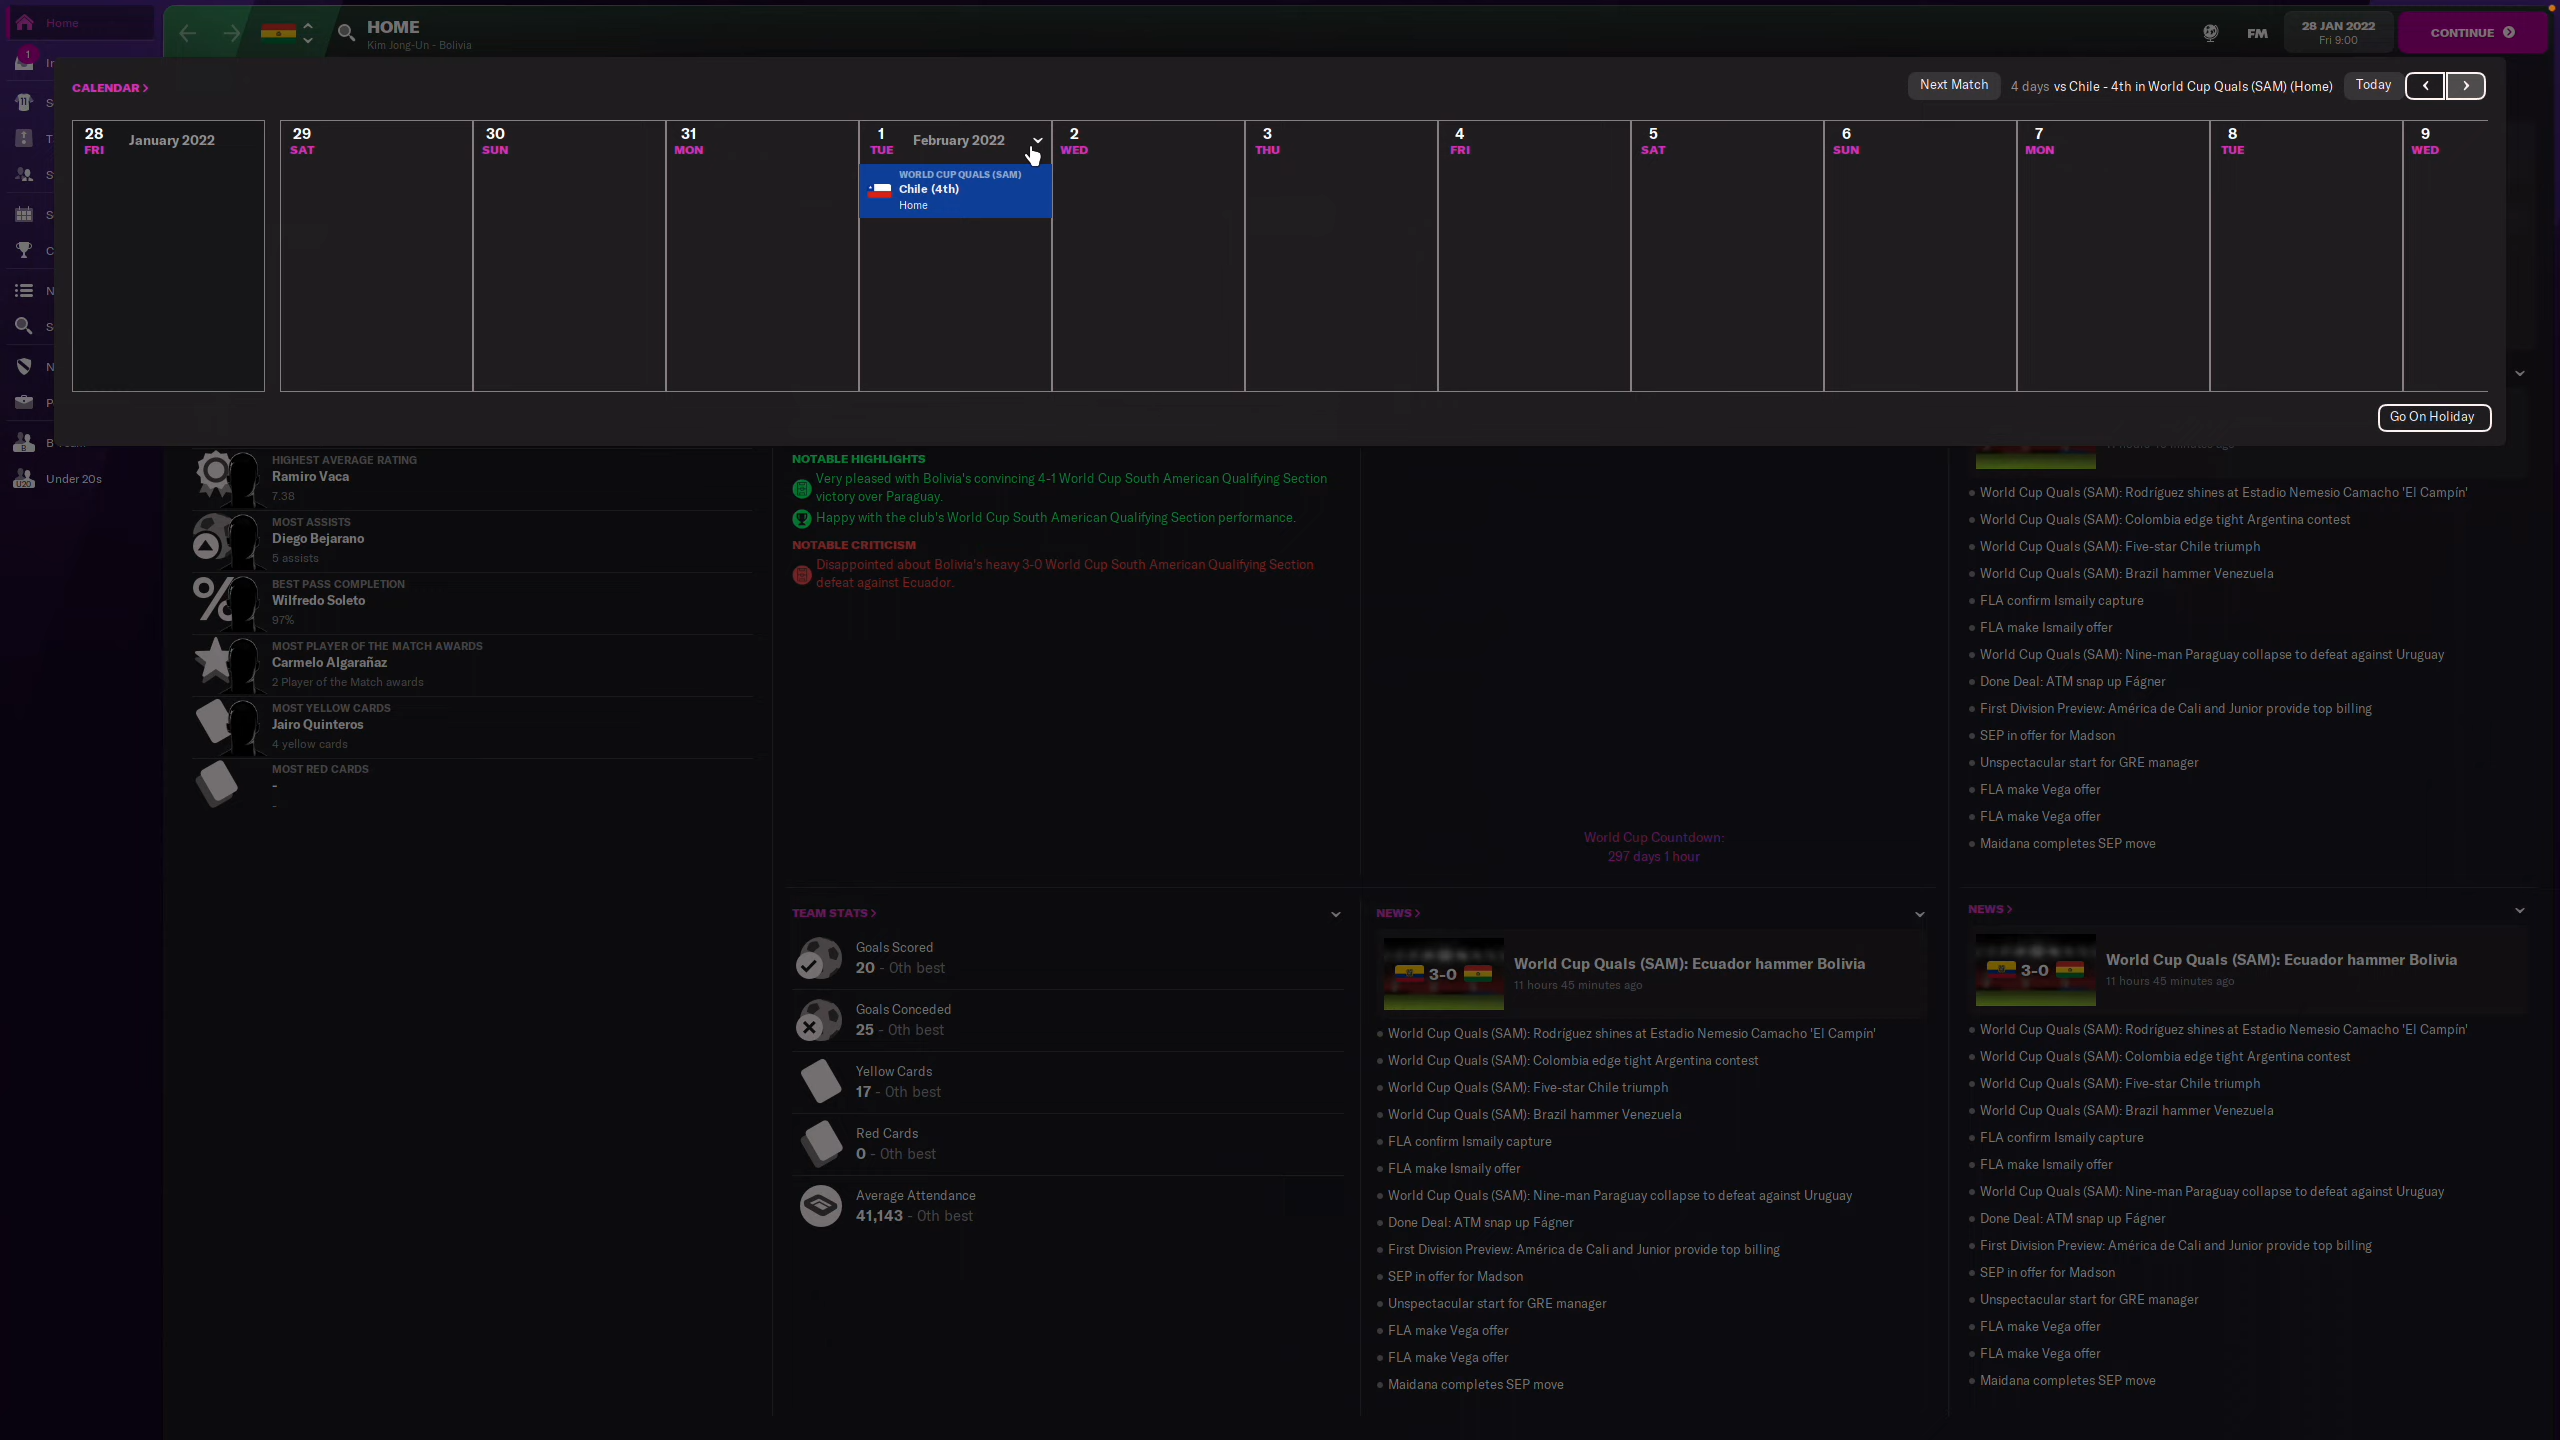 Home
HOME
Kim Jong-Un - Bolivia
FM
28 JAN 2022
Fri 9:00
CONTINUE
1
CALENDAR >
Next Match
4 days vs Chile - 4th in World Cup Quals (SAM) (Home)
Today
28
FRI
January 2022
29
SAT
30
SUN
31
MON
1
TUE
February 2022
2
WED
3
THU
4
FRI
5
SAT
6
SUN
7
MON
8
TUE
9
WED
WORLD CUP QUALS (SAM)
Chile (4th)
Home
Go On Holiday
Under 20s
HIGHEST AVERAGE RATING
Ramiro Vaca
7.38
MOST ASSISTS
Diego Bejarano
5 assists
BEST PASS COMPLETION
Wilfredo Soleto
97%
MOST PLAYER OF THE MATCH AWARDS
Carmelo Algarañaz
2 Player of the Match awards
MOST YELLOW CARDS
Jairo Quinteros
4 yellow cards
MOST RED CARDS
-
-
NOTABLE HIGHLIGHTS
Very pleased with Bolivia's convincing 4-1 World Cup South American Qualifying Section
victory over Paraguay.
Happy with the club's World Cup South American Qualifying Section performance.
NOTABLE CRITICISM
Disappointed about Bolivia's heavy 3-0 World Cup South American Qualifying Section
defeat against Ecuador.
World Cup Countdown:
297 days 1 hour
World Cup Quals (SAM): Rodríguez shines at Estadio Nemesio Camacho 'El Campín'
World Cup Quals (SAM): Colombia edge tight Argentina contest
World Cup Quals (SAM): Five-star Chile triumph
World Cup Quals (SAM): Brazil hammer Venezuela
FLA confirm Ismaily capture
FLA make Ismaily offer
World Cup Quals (SAM): Nine-man Paraguay collapse to defeat against Uruguay
Done Deal: ATM snap up Fágner
First Division Preview: América de Cali and Junior provide top billing
SEP in offer for Madson
Unspectacular start for GRE manager
FLA make Vega offer
FLA make Vega offer
Maidana completes SEP move
TEAM STATS >
Goals Scored
20 - 0th best
Goals Conceded
25 - 0th best
Yellow Cards
17 - 0th best
Red Cards
0 - 0th best
Average Attendance
41,143 - 0th best
NEWS >
3-0
World Cup Quals (SAM): Ecuador hammer Bolivia
11 hours 45 minutes ago
World Cup Quals (SAM): Rodríguez shines at Estadio Nemesio Camacho 'El Campín'
World Cup Quals (SAM): Colombia edge tight Argentina contest
World Cup Quals (SAM): Five-star Chile triumph
World Cup Quals (SAM): Brazil hammer Venezuela
FLA confirm Ismaily capture
FLA make Ismaily offer
World Cup Quals (SAM): Nine-man Paraguay collapse to defeat against Uruguay
Done Deal: ATM snap up Fágner
First Division Preview: América de Cali and Junior provide top billing
SEP in offer for Madson
Unspectacular start for GRE manager
FLA make Vega offer
FLA make Vega offer
Maidana completes SEP move
NEWS >
3-0
World Cup Quals (SAM): Ecuador hammer Bolivia
11 hours 45 minutes ago
World Cup Quals (SAM): Rodríguez shines at Estadio Nemesio Camacho 'El Campín'
World Cup Quals (SAM): Colombia edge tight Argentina contest
World Cup Quals (SAM): Five-star Chile triumph
World Cup Quals (SAM): Brazil hammer Venezuela
FLA confirm Ismaily capture
FLA make Ismaily offer
World Cup Quals (SAM): Nine-man Paraguay collapse to defeat against Uruguay
Done Deal: ATM snap up Fágner
First Division Preview: América de Cali and Junior provide top billing
SEP in offer for Madson
Unspectacular start for GRE manager
FLA make Vega offer
FLA make Vega offer
Maidana completes SEP move